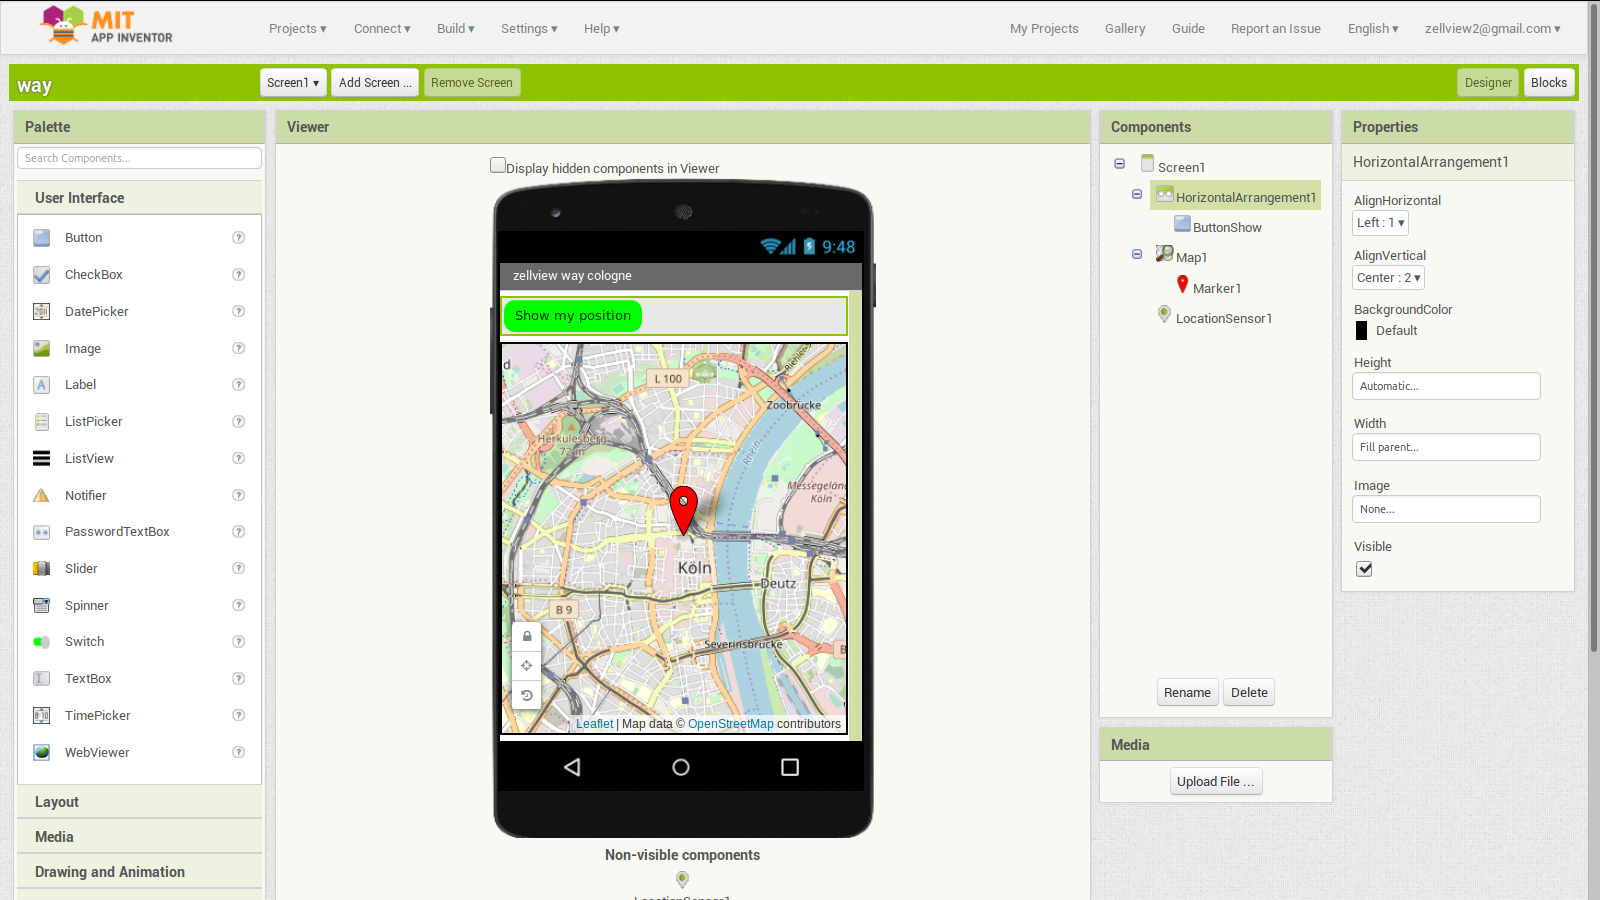 MIT
APP INVENTOR
Projects ▾ Connect ▾ Build ▾ Settings ▾ Help ▾ My Projects Gallery Guide Report an Issue English ▾ zellview2@gmail.com ▾
way Screen1 ▾ Add Screen ... Remove Screen Designer Blocks
Palette
Search Components...
User Interface
Button ?
CheckBox ?
DatePicker ?
Image ?
Label ?
ListPicker ?
ListView ?
Notifier ?
PasswordTextBox ?
Slider ?
Spinner ?
Switch ?
TextBox ?
TimePicker ?
WebViewer ?
Layout
Media
Drawing and Animation
Viewer
Display hidden components in Viewer
9:48
zellview way cologne
Show my position
L 100
Riehler
Zoobrücke
Herkulesberg
72 m
Rhein
Messegelän
Köln
Köln
Deutz
B 9
Severinsbrücke
B
Leaflet | Map data © OpenStreetMap contributors
Non-visible components
LocationSensor1
Components
Screen1
HorizontalArrangement1
ButtonShow
Map1
Marker1
LocationSensor1
Rename Delete
Media
Upload File ...
Properties
HorizontalArrangement1
AlignHorizontal
Left : 1 ▾
AlignVertical
Center : 2 ▾
BackgroundColor
Default
Height
Automatic...
Width
Fill parent...
Image
None...
Visible